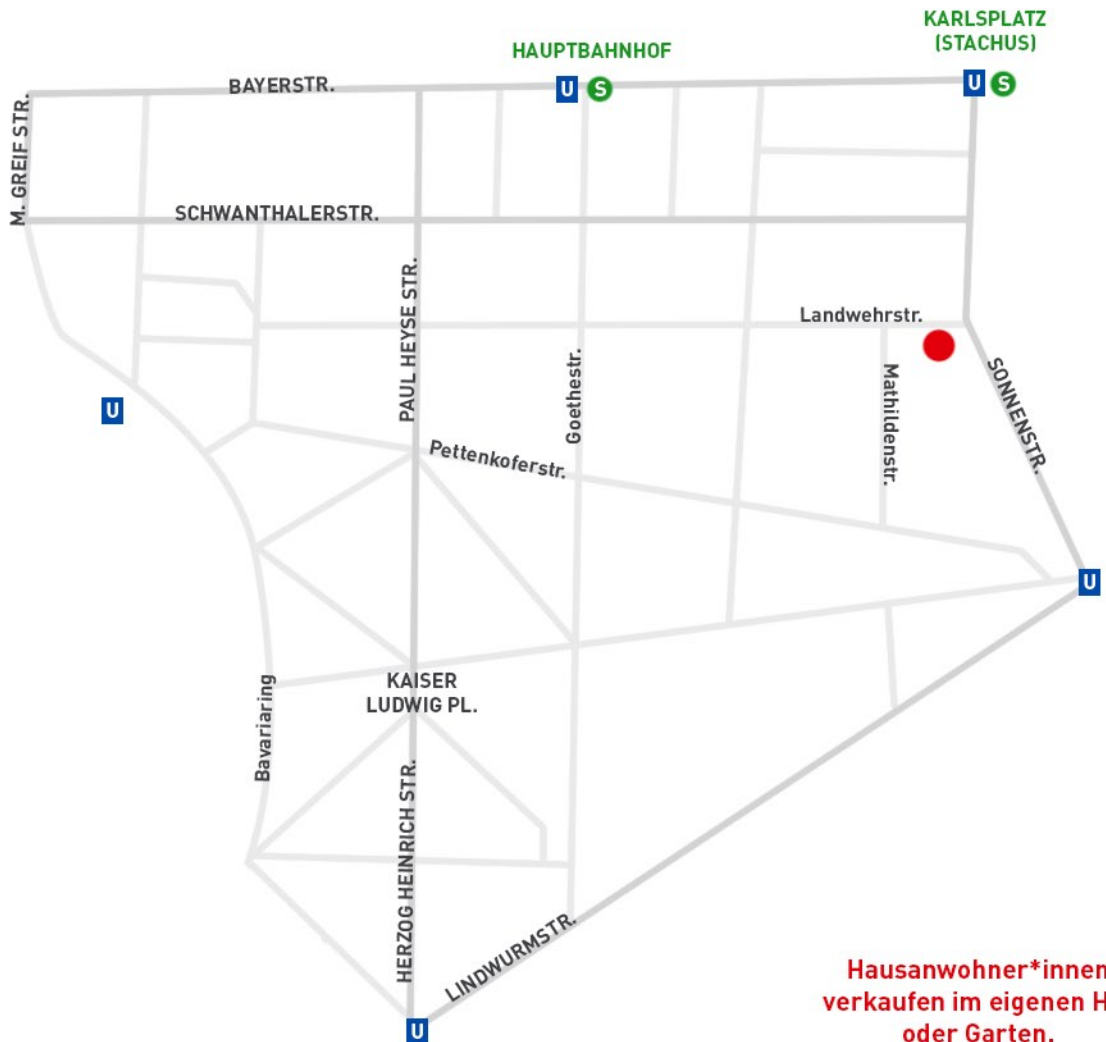 KARLSPLATZ
(STACHUS)
HAUPTBAHNHOF
U S
U S
BAYERSTR.
M. GREIF STR.
SCHWANTHALERSTR.
PAUL HEYSE STR.
Landwehrstr.
Goethestr.
Mathildenstr.
SONNENSTR.
U
Pettenkoferstr.
U
KAISER
LUDWIG PL.
Bavariaring
HERZOG HEINRICH STR.
LINDWURMSTR.
U
Hausanwohner*innen
verkaufen im eigenen H
oder Garten.